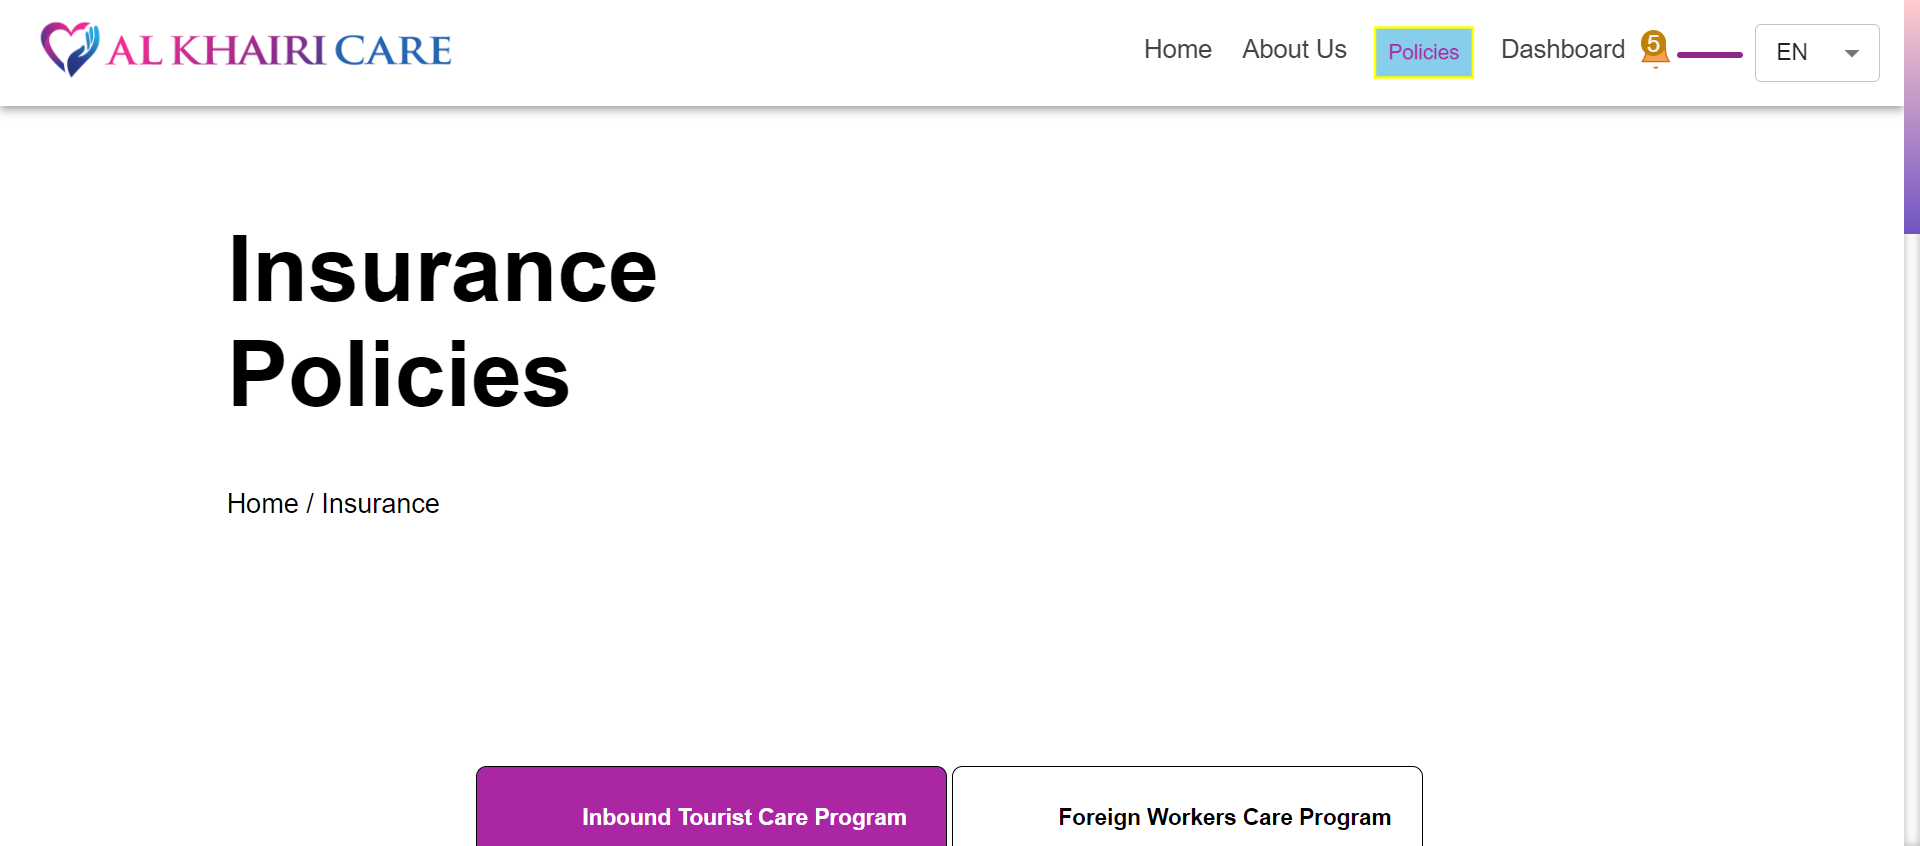 AL KHAIRI CARE
Home About Us Policies Dashboard 5 EN
Insurance
Policies
Home / Insurance
Inbound Tourist Care Program
Foreign Workers Care Program